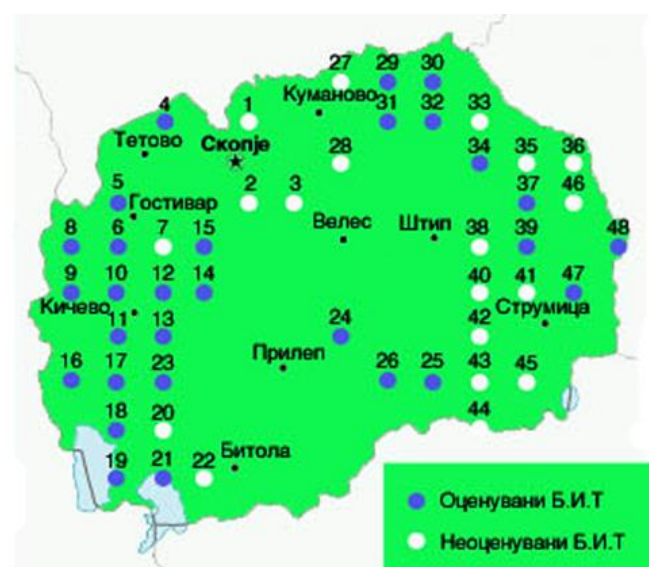 27 29 30
4 1 Куманово 31 32 33
Тетово Скопје 28 34 35 36
5 Гостивар 2 3 37 46
8 6 7 15 Велес Штип 38 39 48
9 10 12 14 40 41 47
Кичево 11 13 24 42 Струмица
16 17 23 Прилеп 26 25 43 45
18 20 44
19 21 22 Битола
Оценувани Б.И.Т
Неоценувани Б.И.Т